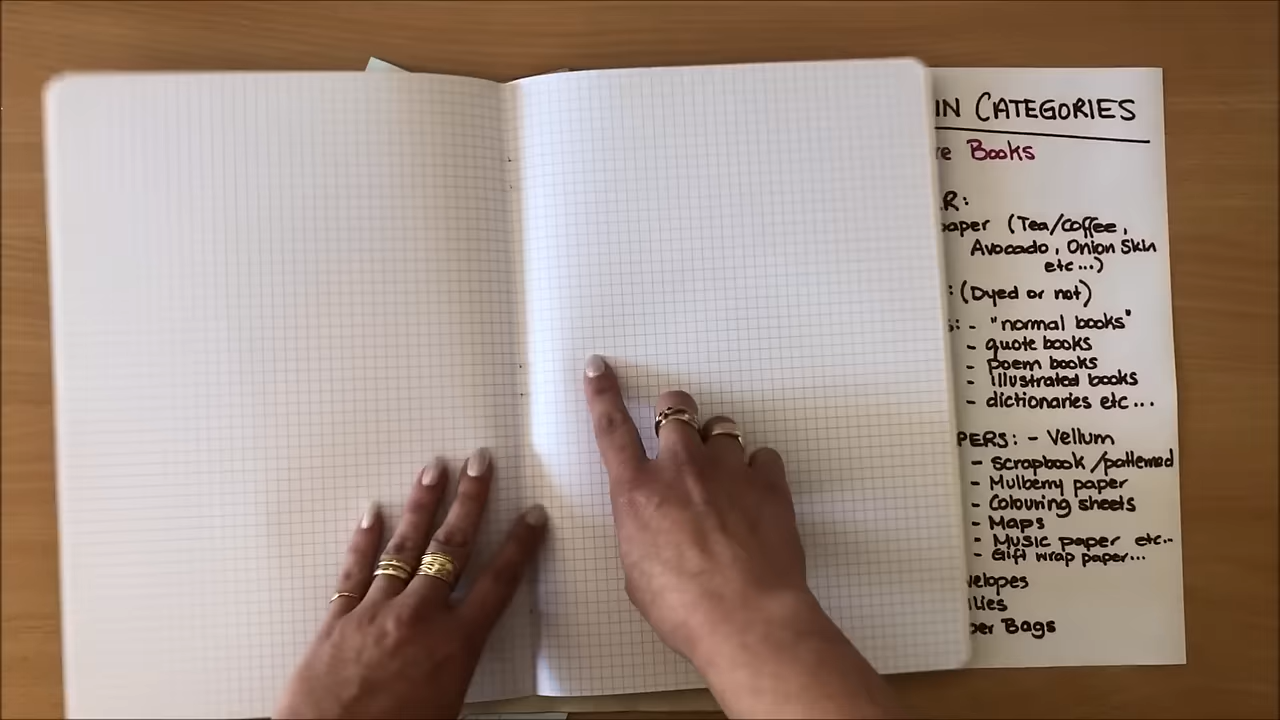 IN CATEGORIES
re Books
R:
paper (Tea/Coffee,
Avocado, Onion Skin
etc...)
: (Dyed or not)
s: - "normal books"
- quote books
- poem books
- illustrated books
- dictionaries etc...
PERS: - Vellum
- Scrapbook / patterned
- Mulberry paper
- Colouring sheets
- Maps
- Music paper etc..
- Gift wrap paper...
velopes
ilies
per Bags